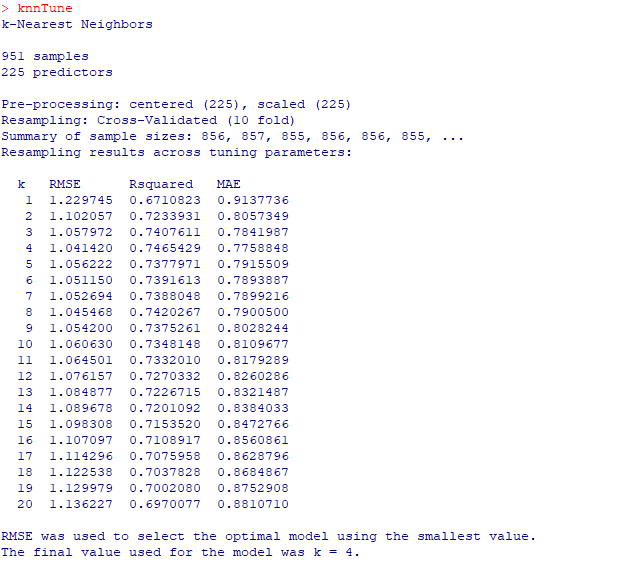 > knnTune
k-Nearest Neighbors
951 samples
225 predictors
Pre-processing: centered (225), scaled (225)
Resampling: Cross-Validated (10 fold)
Summary of sample sizes: 856, 857, 855, 856, 856, 855, ...
Resampling results across tuning parameters:
k   RMSE      Rsquared   MAE
1  1.229745  0.6710823  0.9137736
2  1.102057  0.7233931  0.8057349
3  1.057972  0.7407611  0.7841987
4  1.041420  0.7465429  0.7758848
5  1.056222  0.7377971  0.7915509
6  1.051150  0.7391613  0.7893887
7  1.052694  0.7388048  0.7899216
8  1.045468  0.7420267  0.7900500
9  1.054200  0.7375261  0.8028244
10  1.060630  0.7348148  0.8109677
11  1.064501  0.7332010  0.8179289
12  1.076157  0.7270332  0.8260286
13  1.084877  0.7226715  0.8321487
14  1.089678  0.7201092  0.8384033
15  1.098308  0.7153520  0.8472766
16  1.107097  0.7108917  0.8560861
17  1.114296  0.7075958  0.8628796
18  1.122538  0.7037828  0.8684867
19  1.129979  0.7002080  0.8752908
20  1.136227  0.6970077  0.8810710
RMSE was used to select the optimal model using the smallest value.
The final value used for the model was k = 4.